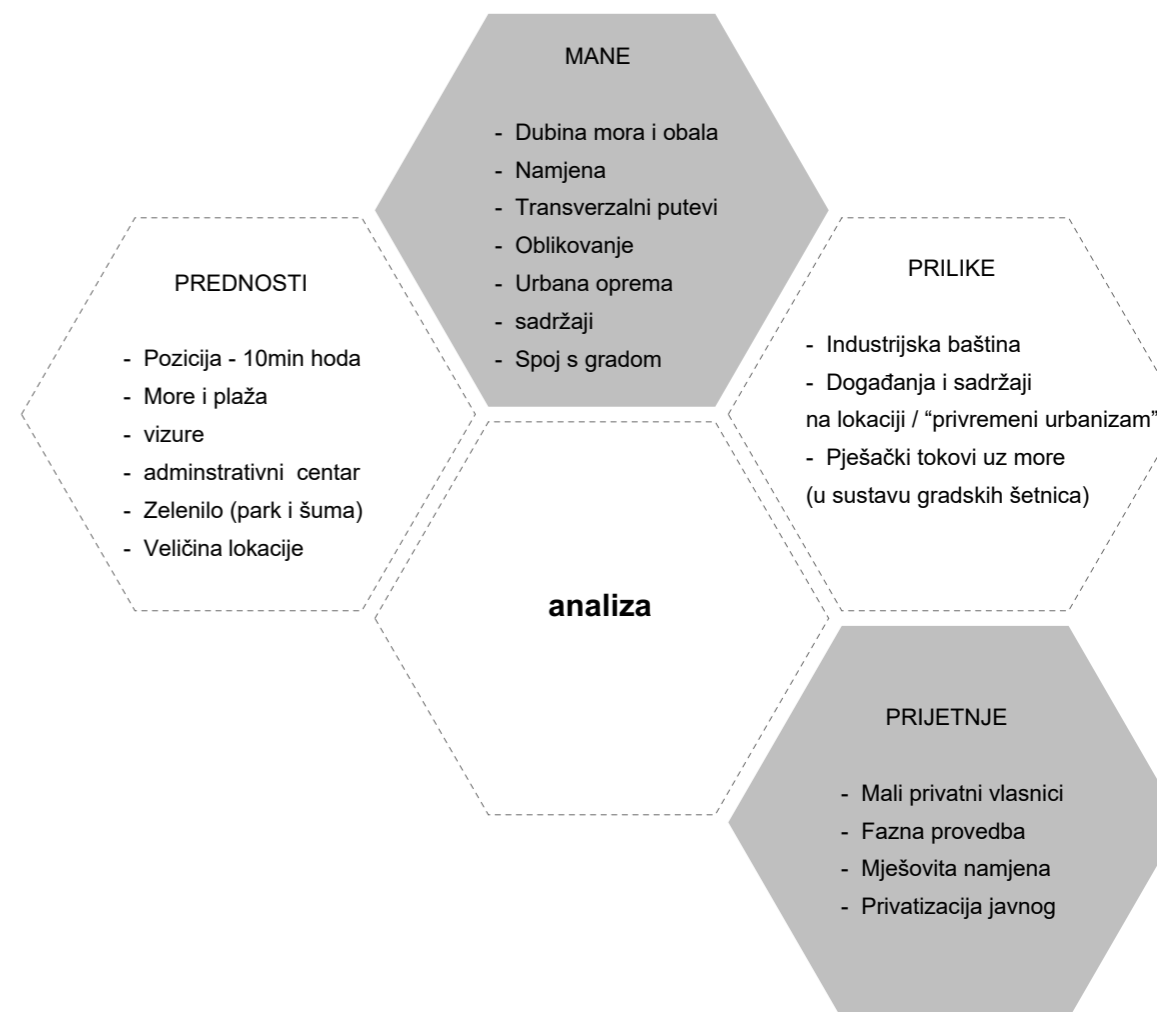 MANE
- Dubina mora i obala
- Namjena
- Transverzalni putevi
- Oblikovanje
- Urbana oprema
- sadržaji
- Spoj s gradom
PREDNOSTI
- Pozicija - 10min hoda
- More i plaža
- vizure
- adminstrativni centar
- Zelenilo (park i šuma)
- Veličina lokacije
PRILIKE
- Industrijska baština
- Događanja i sadržaji
na lokaciji / “privremeni urbanizam”
- Pješački tokovi uz more
(u sustavu gradskih šetnica)
analiza
PRIJETNJE
- Mali privatni vlasnici
- Fazna provedba
- Mješovita namjena
- Privatizacija javnog